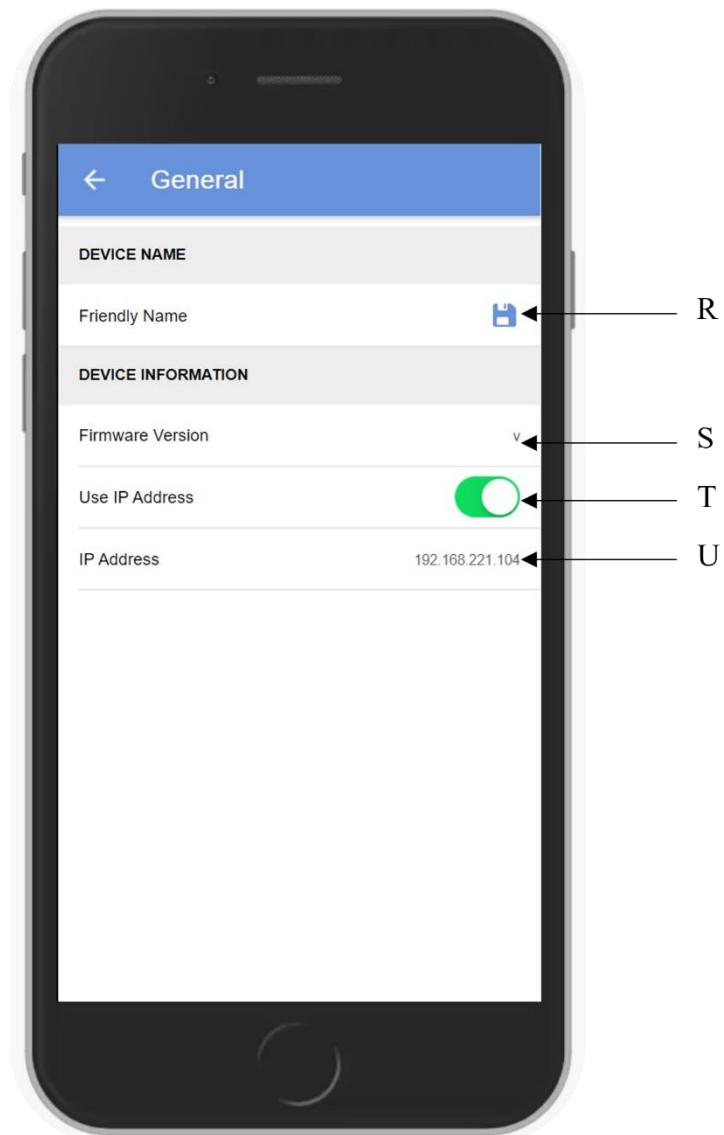 General
DEVICE NAME
Friendly Name
R
DEVICE INFORMATION
Firmware Version v
S
Use IP Address
T
IP Address 192.168.221.104
U